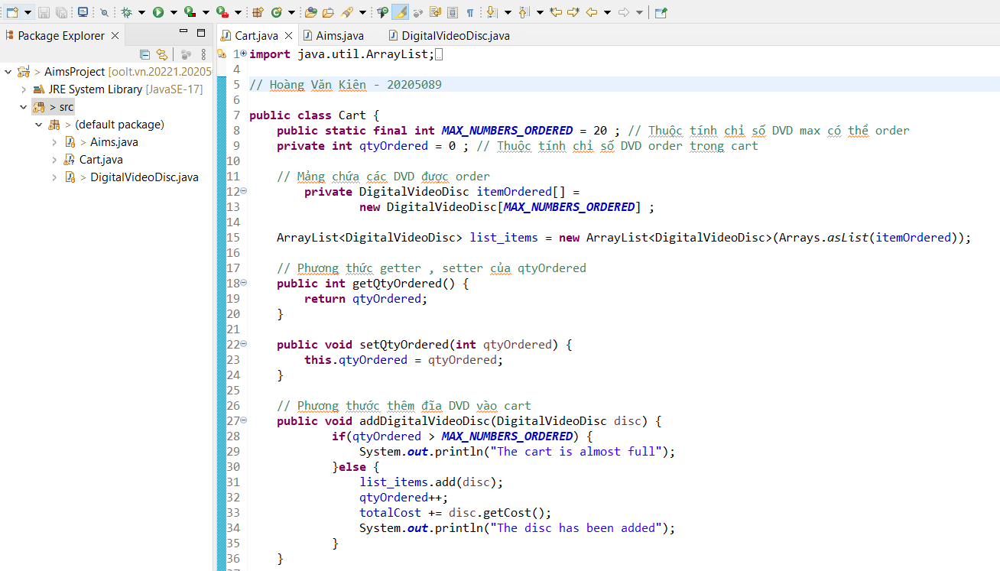 Package Explorer
Cart.java
Aims.java
DigitalVideoDisc.java
> AimsProject [oolt.vn.20221.20205
JRE System Library [JavaSE-17]
> src
> (default package)
> Aims.java
Cart.java
> DigitalVideoDisc.java
1 import java.util.ArrayList;
4
5 // Hoàng Văn Kiên - 20205089
6
7 public class Cart {
8 public static final int MAX_NUMBERS_ORDERED = 20 ; // Thuộc tính chỉ số DVD max có thể order
9 private int qtyOrdered = 0 ; // Thuộc tính chỉ số DVD order trong cart
10
11 // Mảng chứa các DVD được order
12 private DigitalVideoDisc itemOrdered[] =
13 new DigitalVideoDisc[MAX_NUMBERS_ORDERED] ;
14
15 ArrayList<DigitalVideoDisc> list_items = new ArrayList<DigitalVideoDisc>(Arrays.asList(itemOrdered));
16
17 // Phương thức getter , setter của qtyOrdered
18 public int getQtyOrdered() {
19 return qtyOrdered;
20 }
21
22 public void setQtyOrdered(int qtyOrdered) {
23 this.qtyOrdered = qtyOrdered;
24 }
25
26 // Phương thước thêm đĩa DVD vào cart
27 public void addDigitalVideoDisc(DigitalVideoDisc disc) {
28 if(qtyOrdered > MAX_NUMBERS_ORDERED) {
29 System.out.println("The cart is almost full");
30 }else {
31 list_items.add(disc);
32 qtyOrdered++;
33 totalCost += disc.getCost();
34 System.out.println("The disc has been added");
35 }
36 }